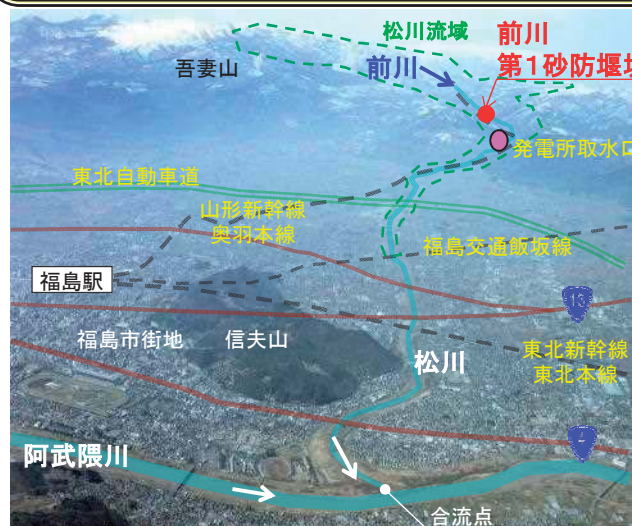 松川流域
前川
第1砂防堰堤
吾妻山
前川
発電所取水口
東北自動車道
山形新幹線
奥羽本線
福島交通飯坂線
福島駅
13
福島市街地
信夫山
松川
東北新幹線
東北本線
4
阿武隈川
合流点